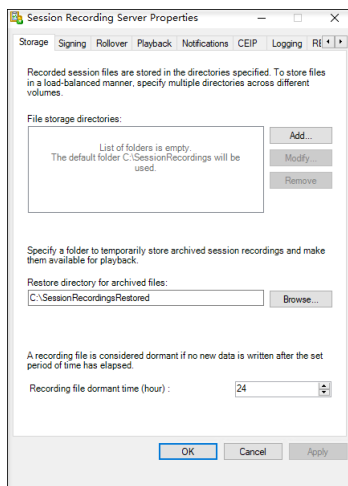 Session Recording Server Properties
Storage Signing Rollover Playback Notifications CEIP Logging
Recorded session files are stored in the directories specified. To store files
in a load-balanced manner, specify multiple directories across different
volumes.
File storage directories:
List of folders is empty.
The default folder C:\SessionRecordings will be
used.
Add...
Modify...
Remove
Specify a folder to temporarily store archived session recordings and make
them available for playback.
Restore directory for archived files:
C:\SessionRecordingsRestored
Browse...
A recording file is considered dormant if no new data is written after the set
period of time has elapsed.
Recording file dormant time (hour) :
24
OK Cancel Apply